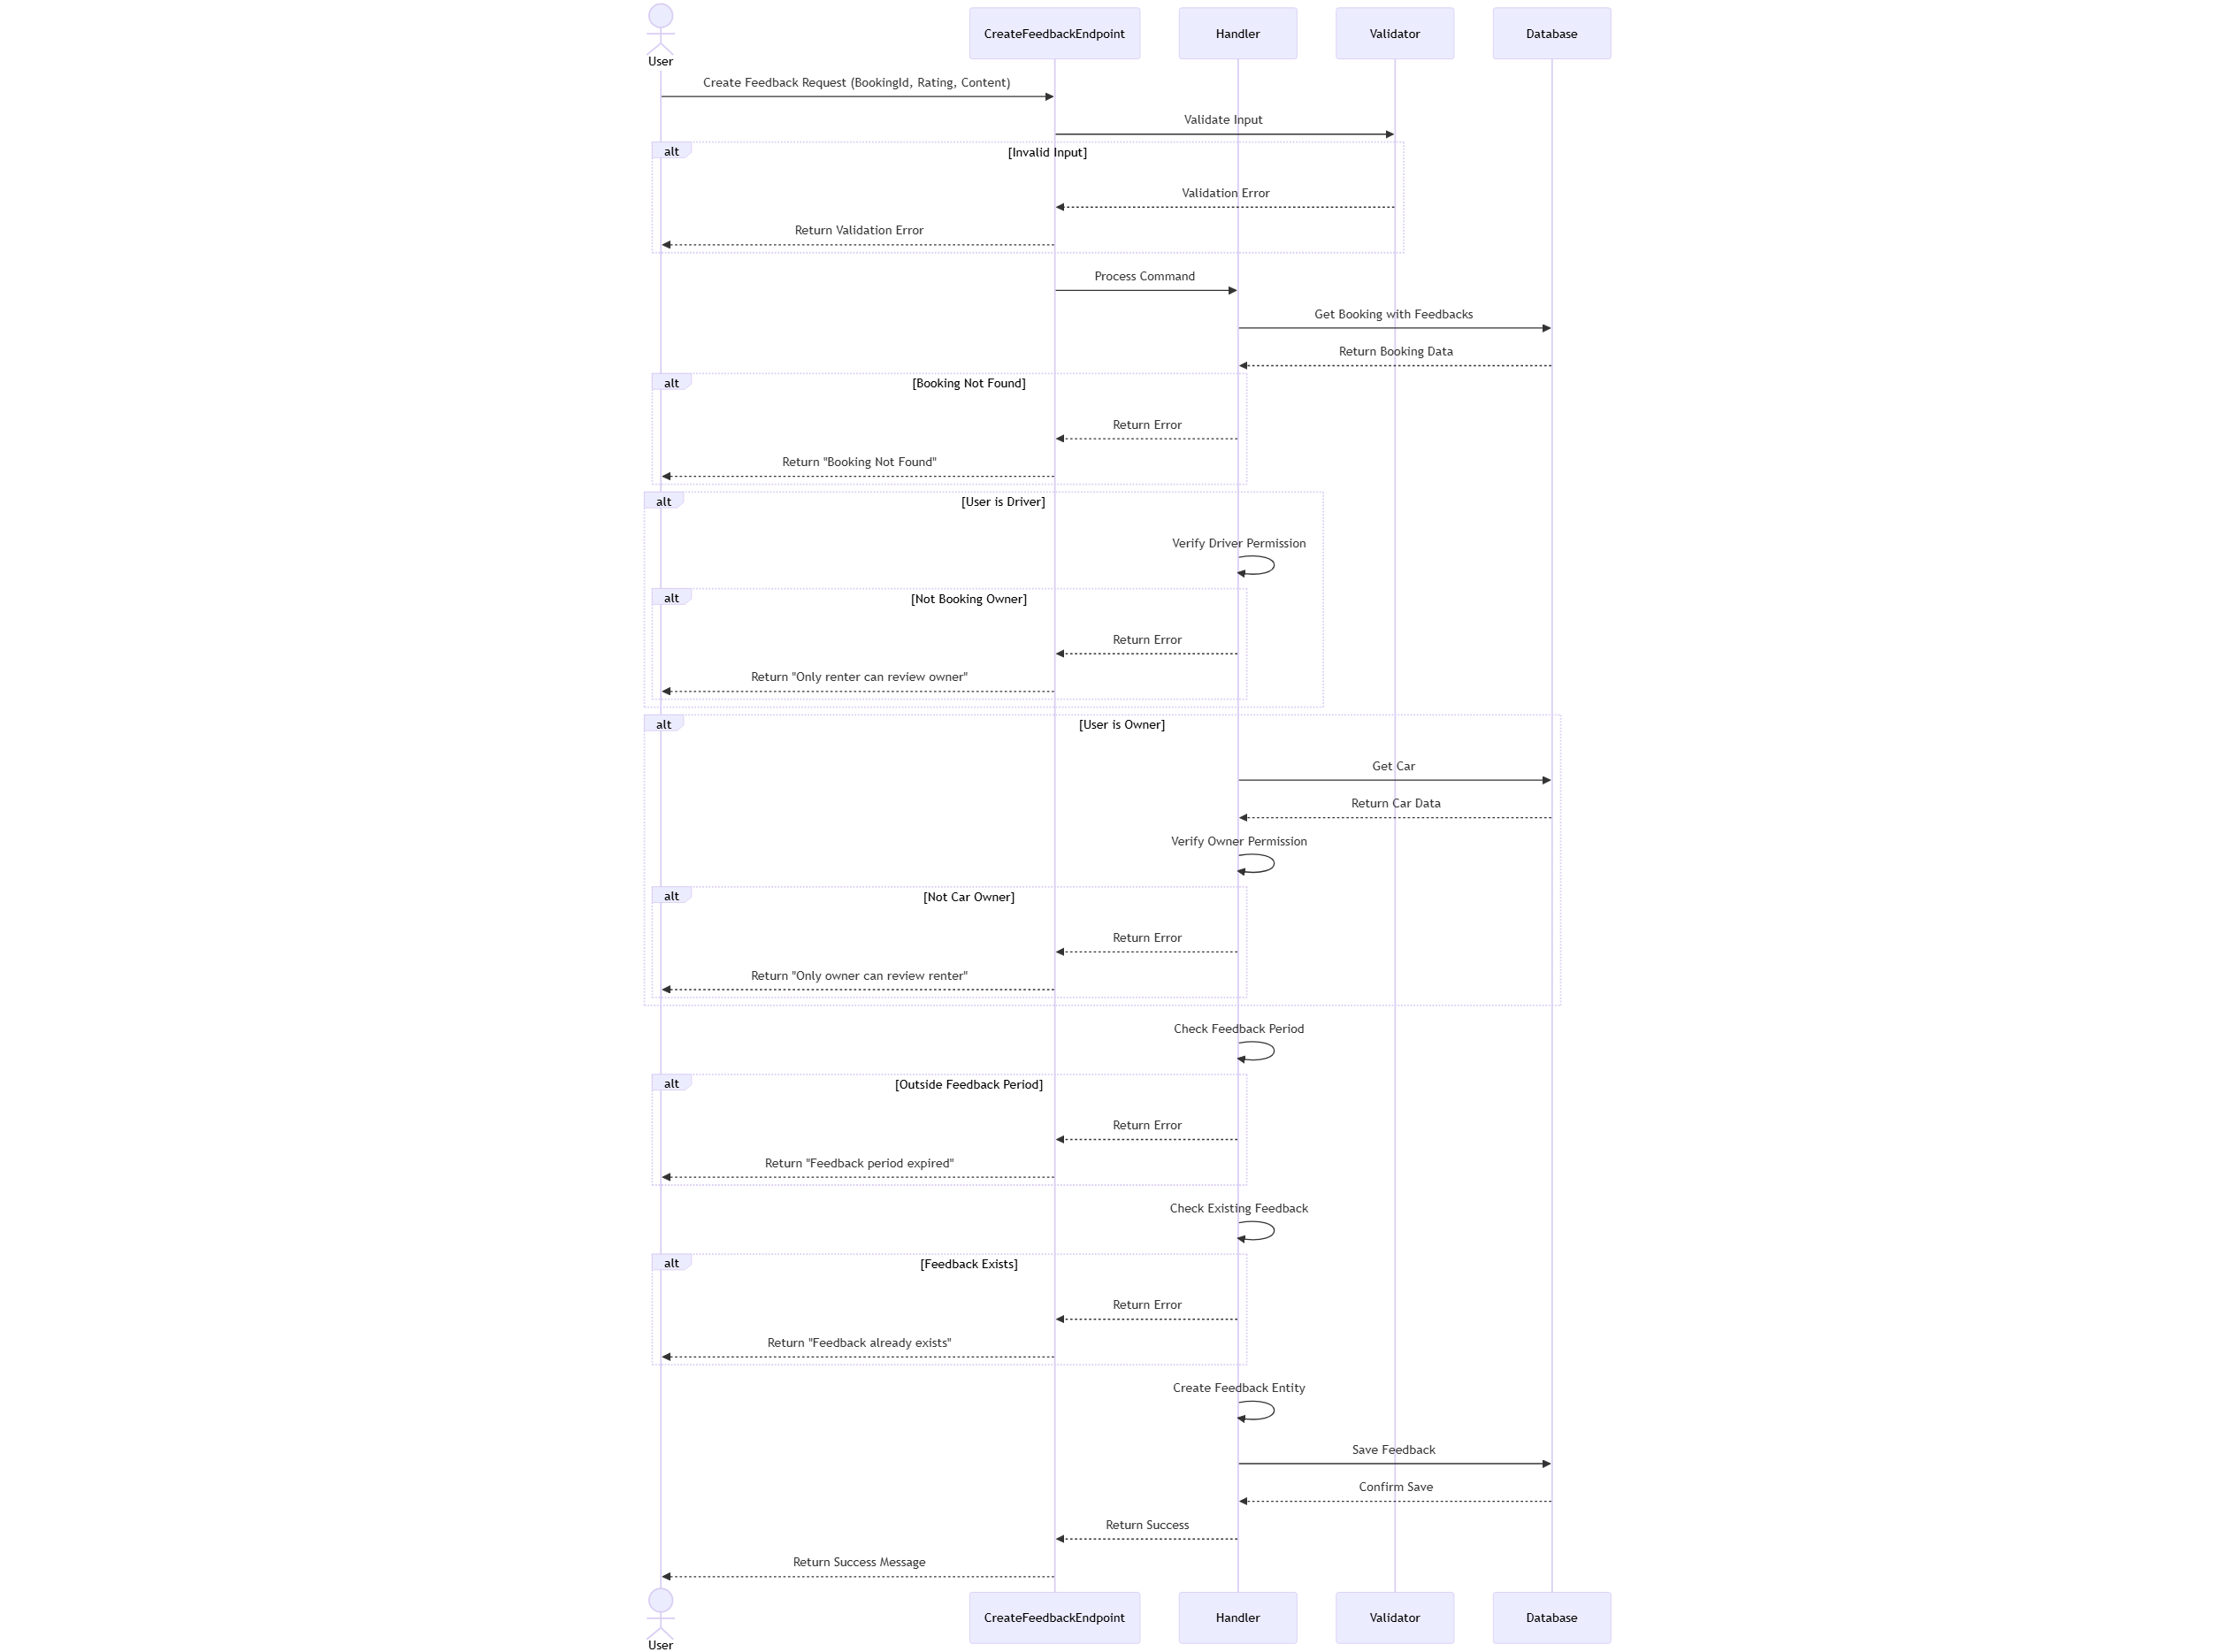 User
CreateFeedbackEndpoint
Handler
Validator
Database
Create Feedback Request (BookingId, Rating, Content)
Validate Input
alt
[Invalid Input]
Validation Error
Return Validation Error
Process Command
Get Booking with Feedbacks
Return Booking Data
alt
[Booking Not Found]
Return Error
Return "Booking Not Found"
alt
[User is Driver]
Verify Driver Permission
alt
[Not Booking Owner]
Return Error
Return "Only renter can review owner"
alt
[User is Owner]
Get Car
Return Car Data
Verify Owner Permission
alt
[Not Car Owner]
Return Error
Return "Only owner can review renter"
Check Feedback Period
alt
[Outside Feedback Period]
Return Error
Return "Feedback period expired"
Check Existing Feedback
alt
[Feedback Exists]
Return Error
Return "Feedback already exists"
Create Feedback Entity
Save Feedback
Confirm Save
Return Success
Return Success Message
User
CreateFeedbackEndpoint
Handler
Validator
Database